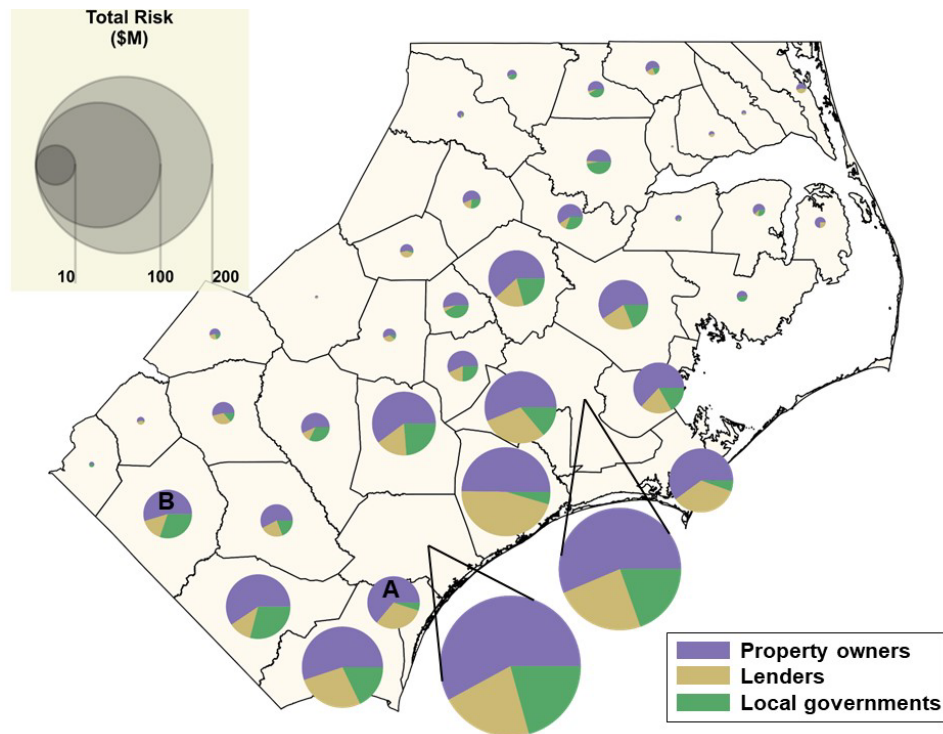 Total Risk
($M)
10 100 200
B
A
Property owners
Lenders
Local governments